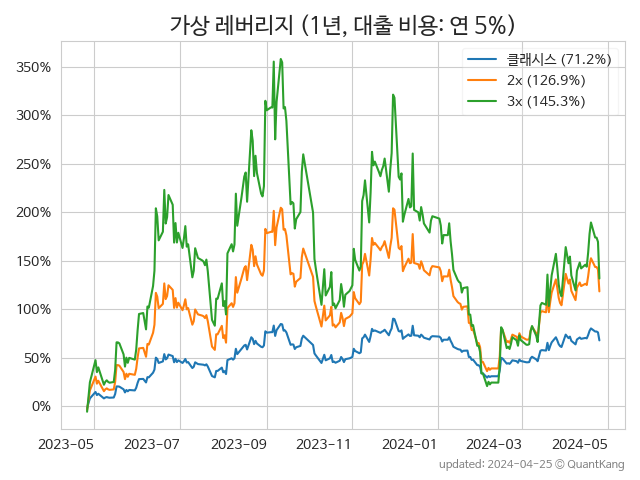 가상 레버리지 (1년, 대출 비용: 연 5%)
클래시스 (71.2%)
2x (126.9%)
3x (145.3%)
350%
300%
250%
200%
150%
100%
50%
0%
2023-05 2023-07 2023-09 2023-11 2024-01 2024-03 2024-05
updated: 2024-04-25 © QuantKang